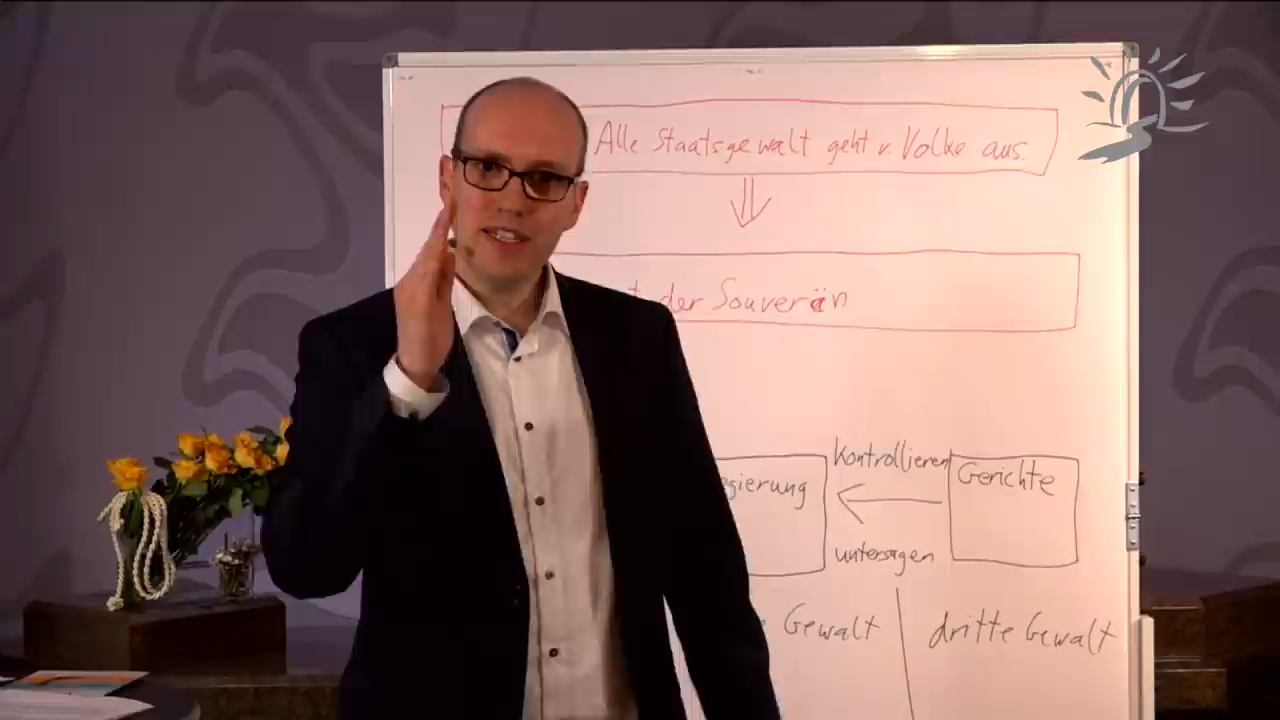 Alle Staatsgewalt geht v. Volke aus
der Souverän
Kontrollieren
Gerichte
untersagen
Gewalt
dritte Gewalt